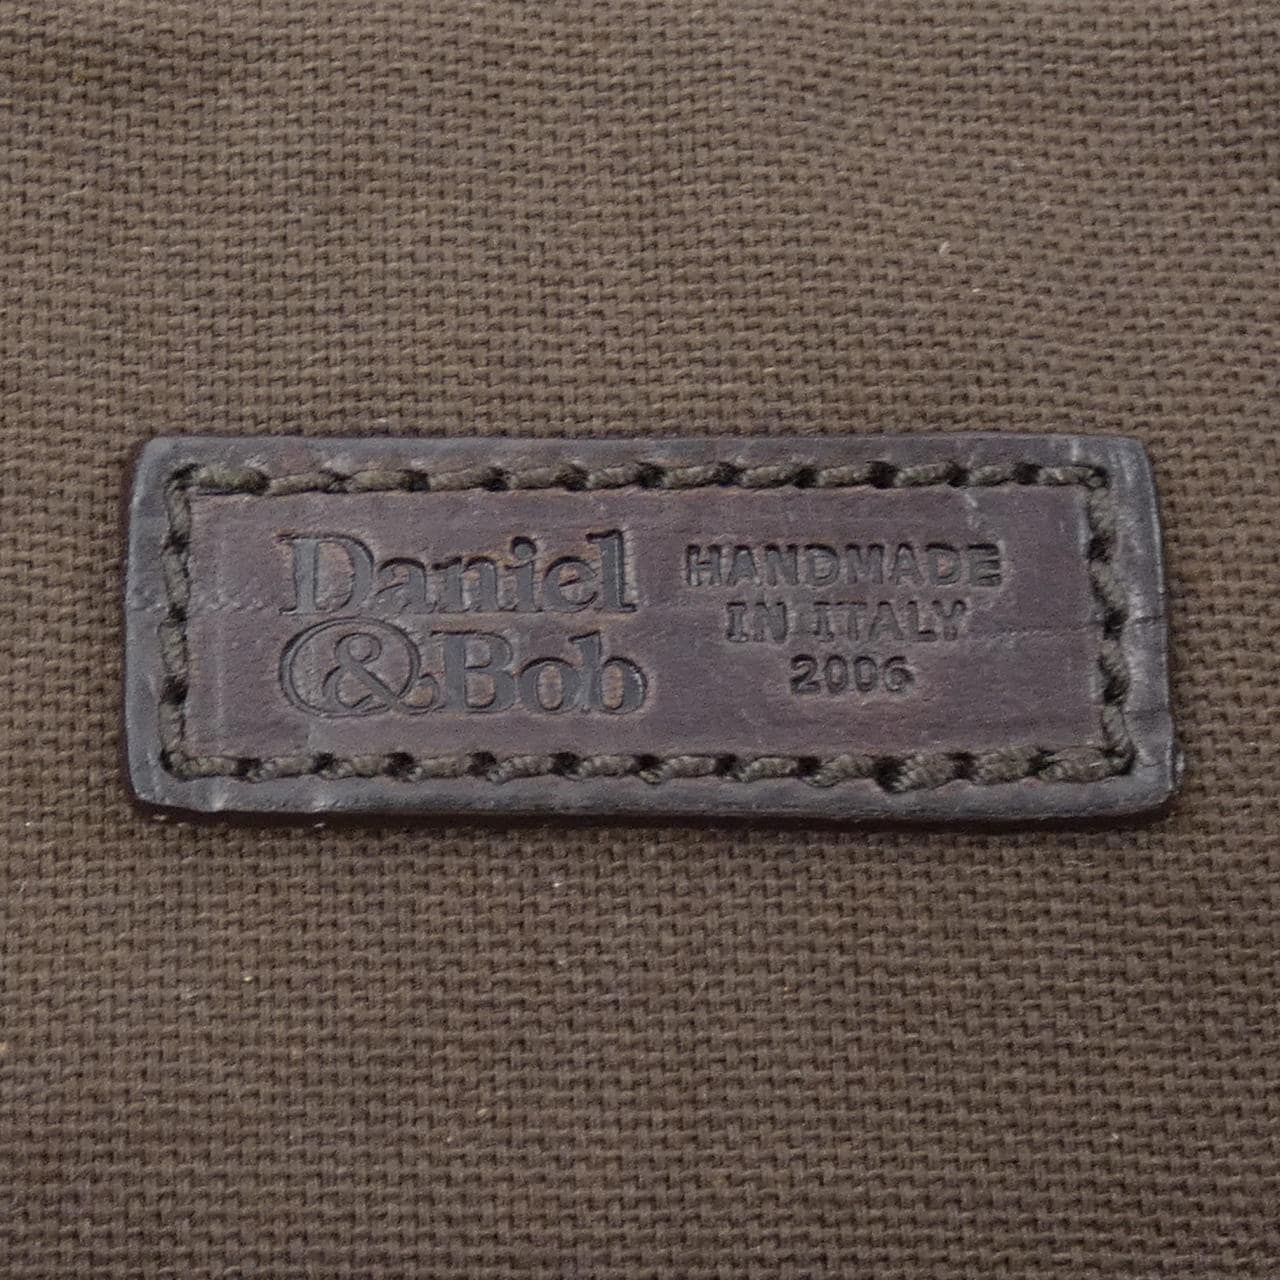 Daniel
& Bob
HANDMADE
IN ITALY
2006